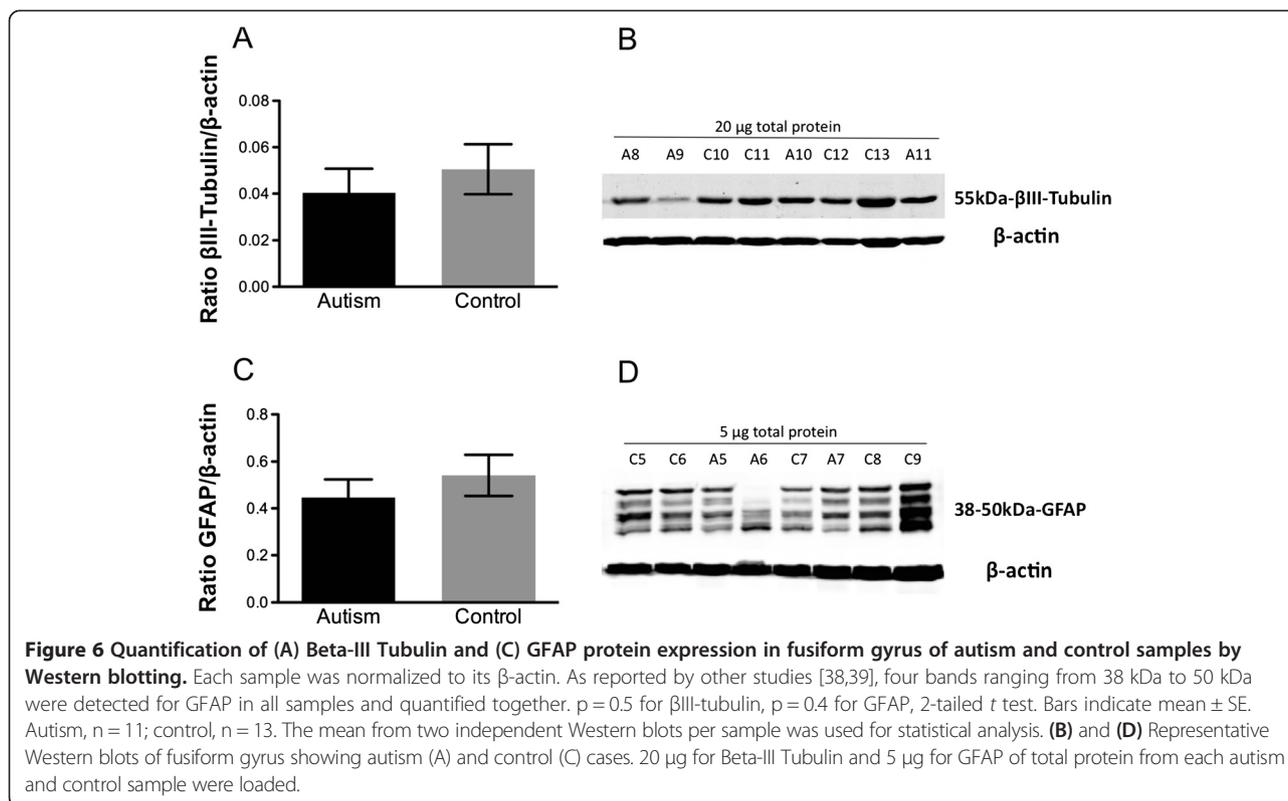 A
Ratio βIII-Tubulin/β-actin
0.08
0.06
0.04
0.02
0.00
Autism Control
B
20 µg total protein
A8 A9 C10 C11 A10 C12 C13 A11
55kDa-βIII-Tubulin
β-actin
C
Ratio GFAP/β-actin
0.8
0.6
0.4
0.2
0.0
Autism Control
D
5 µg total protein
C5 C6 A5 A6 C7 A7 C8 C9
38-50kDa-GFAP
β-actin
Figure 6 Quantification of (A) Beta-III Tubulin and (C) GFAP protein expression in fusiform gyrus of autism and control samples by
Western blotting. Each sample was normalized to its β-actin. As reported by other studies [38,39], four bands ranging from 38 kDa to 50 kDa
were detected for GFAP in all samples and quantified together. p = 0.5 for βIII-tubulin, p = 0.4 for GFAP, 2-tailed t test. Bars indicate mean ± SE.
Autism, n = 11; control, n = 13. The mean from two independent Western blots per sample was used for statistical analysis. (B) and (D) Representative
Western blots of fusiform gyrus showing autism (A) and control (C) cases. 20 µg for Beta-III Tubulin and 5 µg for GFAP of total protein from each autism
and control sample were loaded.